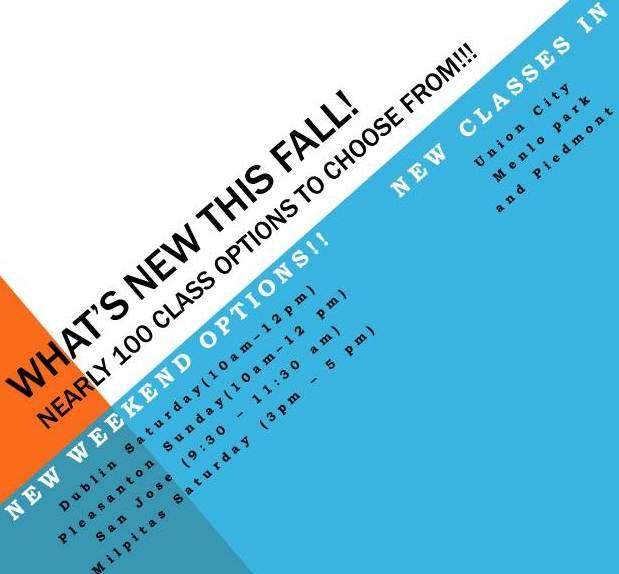 WHAT'S NEW THIS FALL!
NEARLY 100 CLASS OPTIONS TO CHOOSE FROM!!!
NEW WEEKEND OPTIONS!!
Dublin Saturday(10am-12pm)
Pleasanton Sunday(10am-12 pm)
San Jose (9:30 - 11:30 am)
Milpitas Saturday (3pm - 5 pm)
NEW CLASSES IN
Union City
Menlo park
and Piedmont